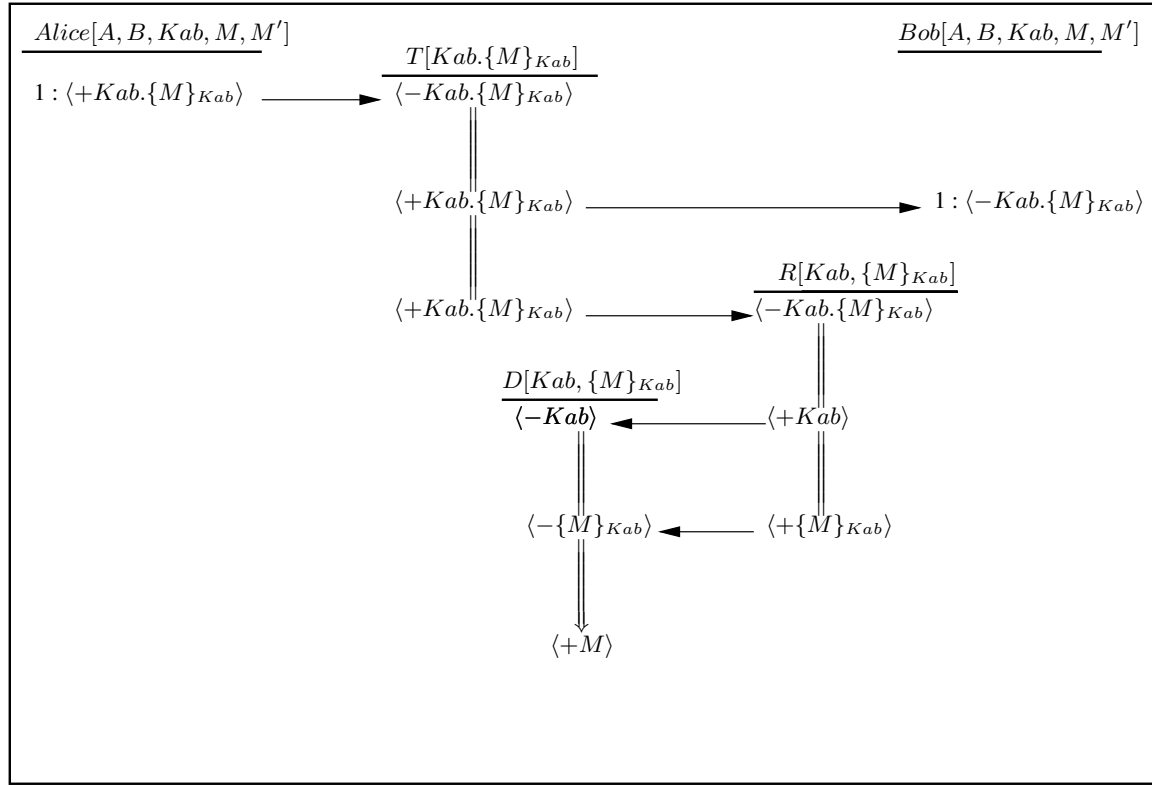 Alice[A, B, Kab, M, M′] Bob[A, B, Kab, M, M′]
T[Kab.{M}Kab]
1 : ⟨+Kab.{M}Kab⟩ ⟨−Kab.{M}Kab⟩
⟨+Kab.{M}Kab⟩ 1 : ⟨−Kab.{M}Kab⟩
R[Kab, {M}Kab]
⟨+Kab.{M}Kab⟩ ⟨−Kab.{M}Kab⟩
D[Kab, {M}Kab]
⟨−Kab⟩ ⟨+Kab⟩
⟨−{M}Kab⟩ ⟨+{M}Kab⟩
⟨+M⟩